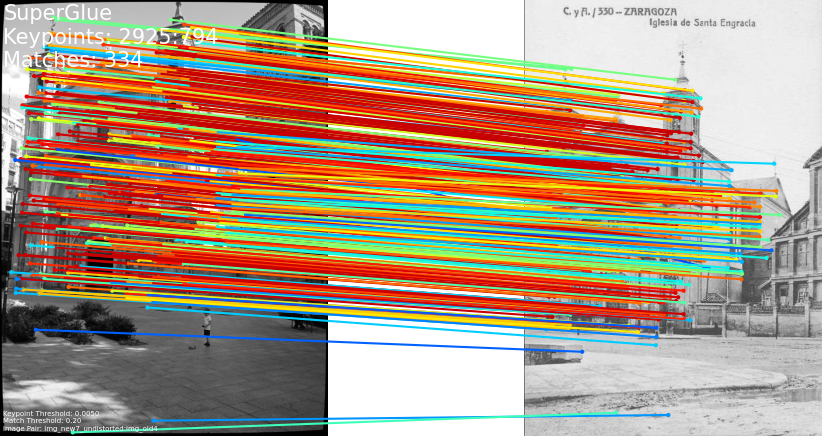 SuperGlue
Keypoints: 2925:794
Matches: 334
C. y A. / 330 – ZARAGOZA
Iglesia de Santa Engracia
Keypoint Threshold: 0.0050
Match Threshold: 0.20
Image Pair: img_new7_undistorted:img_old4